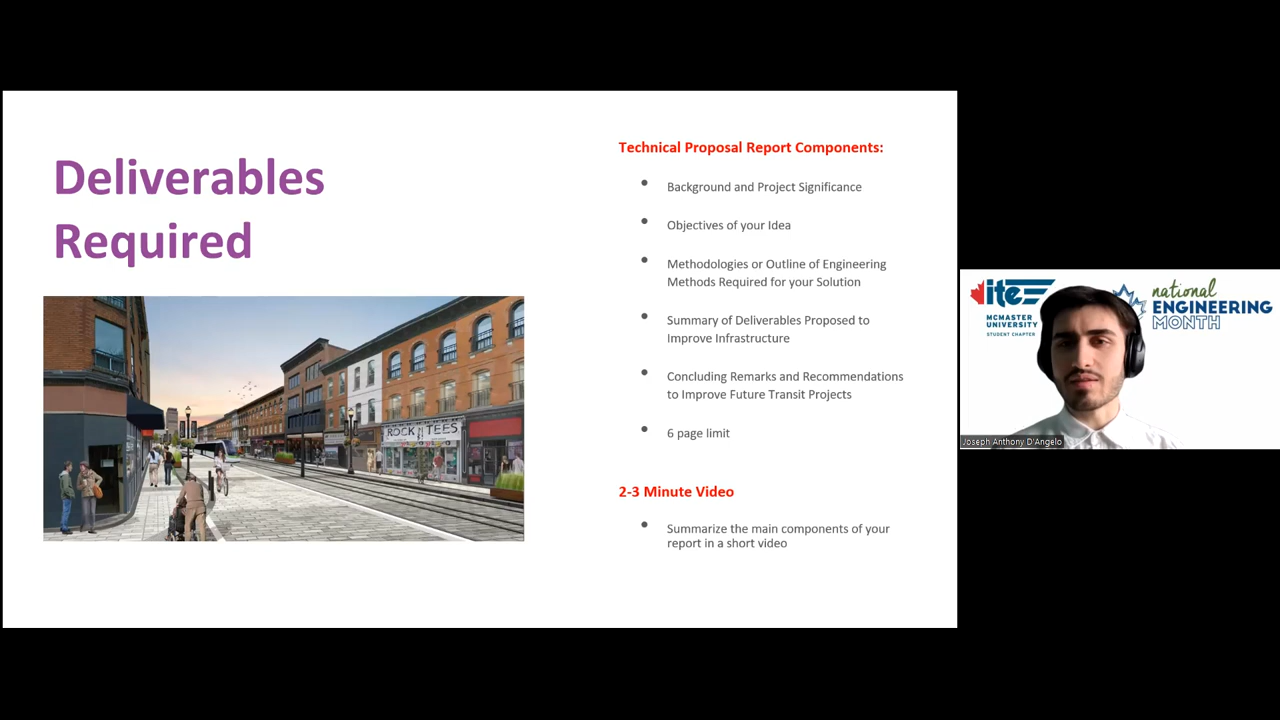 Deliverables
Required
ROCK N TEES
Technical Proposal Report Components:
Background and Project Significance
Objectives of your Idea
Methodologies or Outline of Engineering
Methods Required for your Solution
Summary of Deliverables Proposed to
Improve Infrastructure
Concluding Remarks and Recommendations
to Improve Future Transit Projects
6 page limit
2-3 Minute Video
Summarize the main components of your
report in a short video
ite
MCMASTER
UNIVERSITY
STUDENT CHAPTER
national
ENGINEERING
MONTH
Joseph Anthony D'Angelo